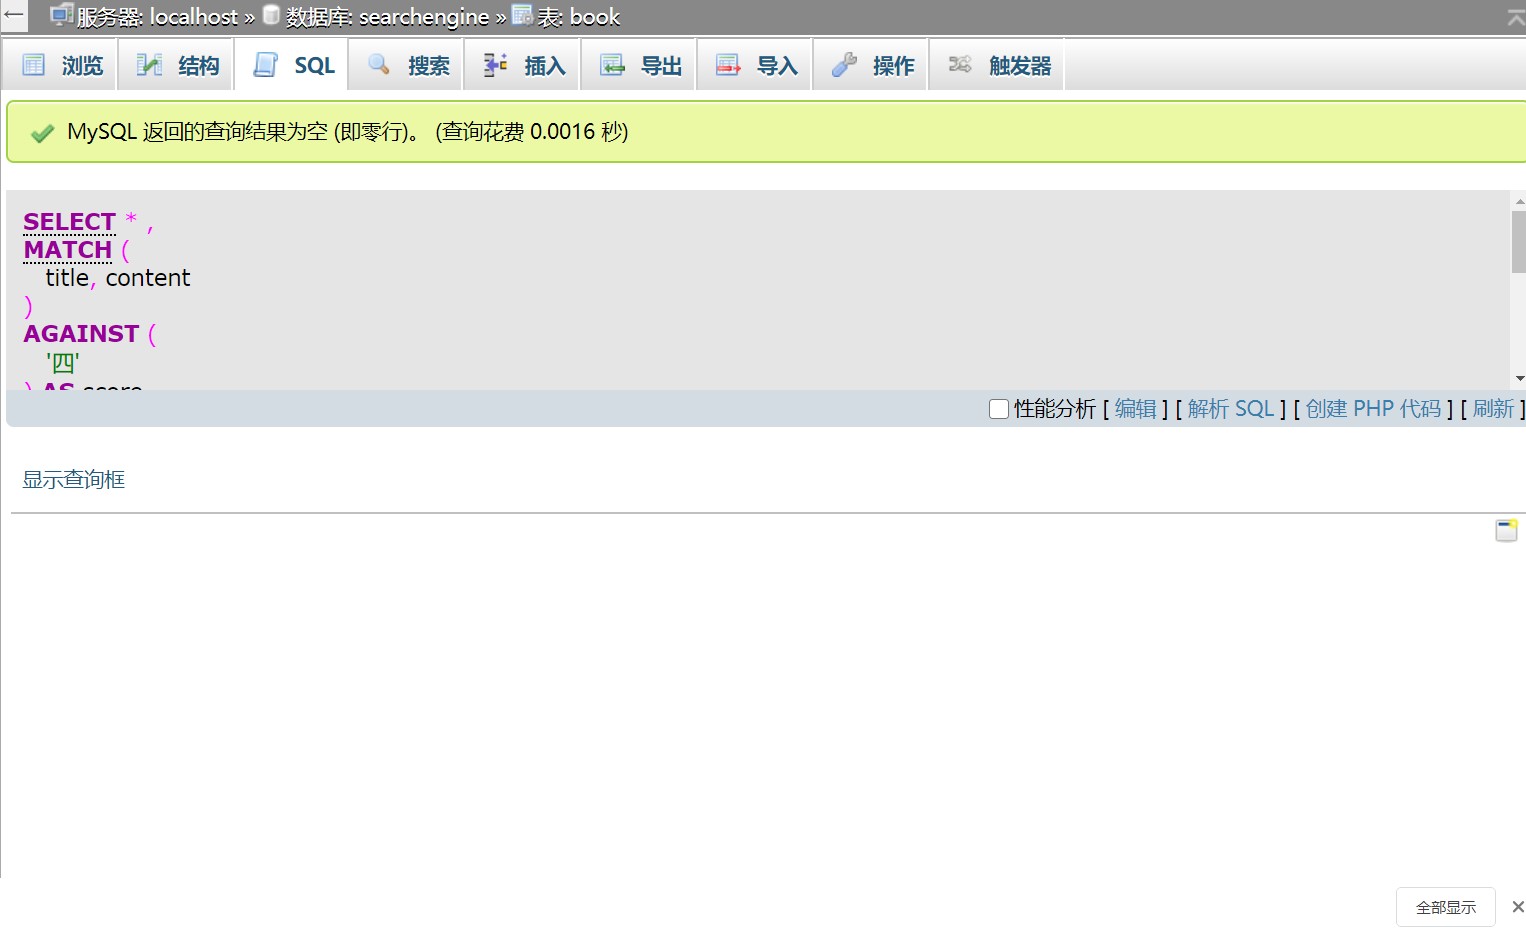 服务器: localhost » 数据库: searchengine » 表: book
浏览 结构 SQL 搜索 插入 导出 导入 操作 触发器
MySQL 返回的查询结果为空 (即零行)。 (查询花费 0.0016 秒)
SELECT * ,
MATCH (
title, content
)
AGAINST (
'四'
) AS score
性能分析 [ 编辑 ] [ 解析 SQL ] [ 创建 PHP 代码 ] [ 刷新 ]
显示查询框
全部显示